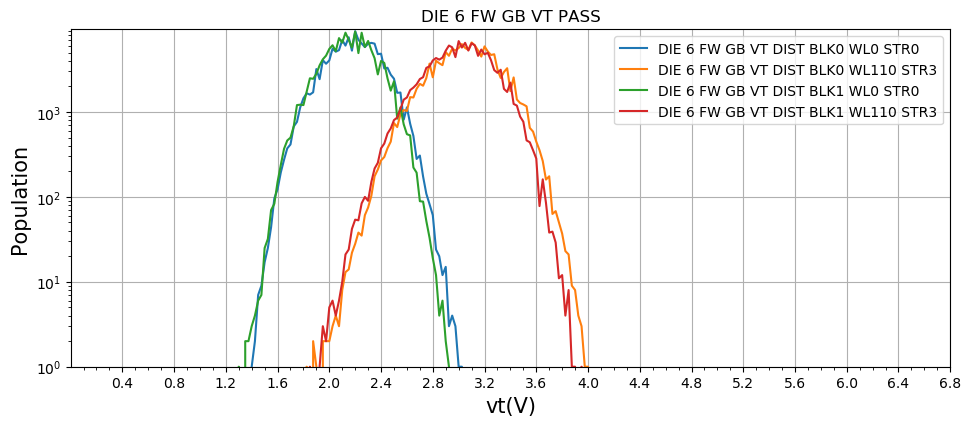 DIE 6 FW GB VT PASS
DIE 6 FW GB VT DIST BLK0 WL0 STR0
DIE 6 FW GB VT DIST BLK0 WL110 STR3
DIE 6 FW GB VT DIST BLK1 WL0 STR0
DIE 6 FW GB VT DIST BLK1 WL110 STR3
Population
10³
10²
10¹
10⁰
0.4 0.8 1.2 1.6 2.0 2.4 2.8 3.2 3.6 4.0 4.4 4.8 5.2 5.6 6.0 6.4 6.8
vt(V)